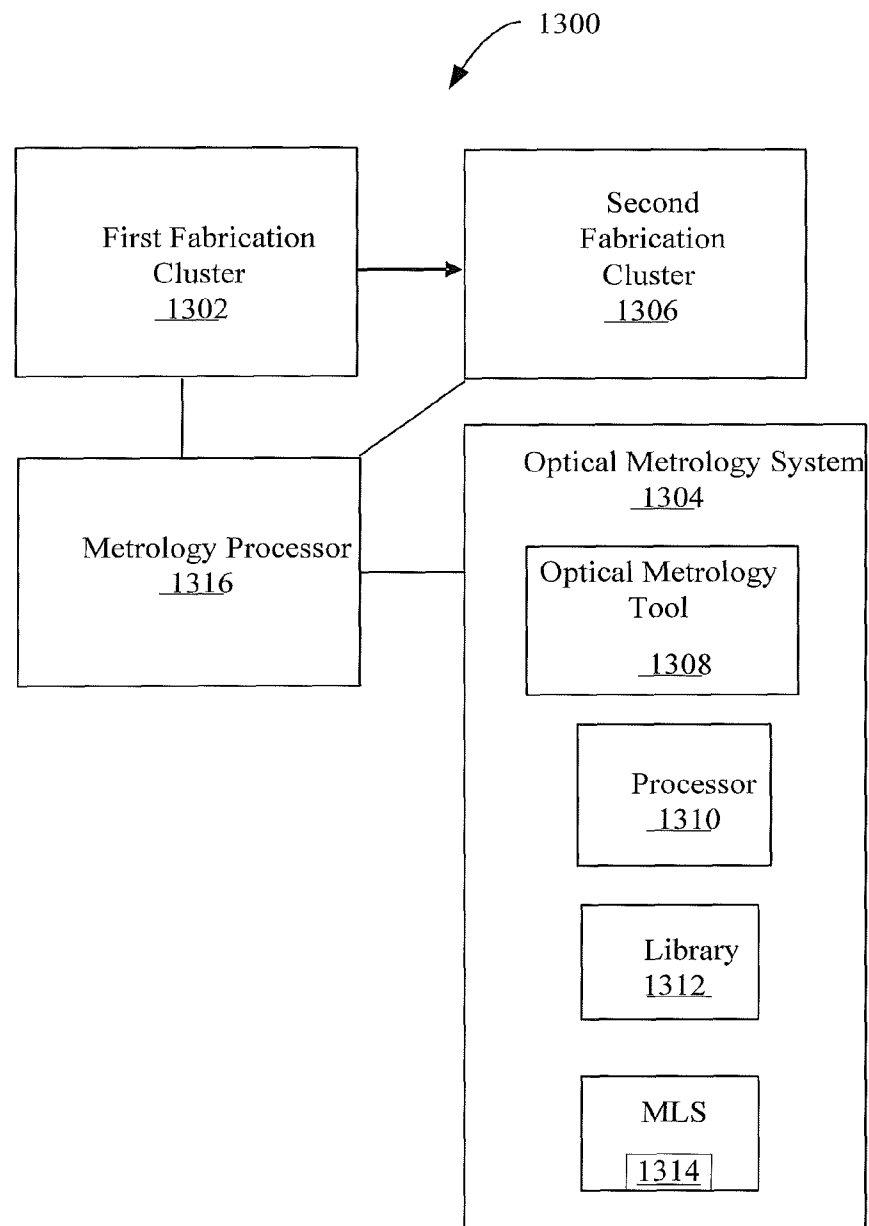 1300
First Fabrication
Cluster
1302
Second
Fabrication
Cluster
1306
Metrology Processor
1316
Optical Metrology System
1304
Optical Metrology
Tool
1308
Processor
1310
Library
1312
MLS
1314